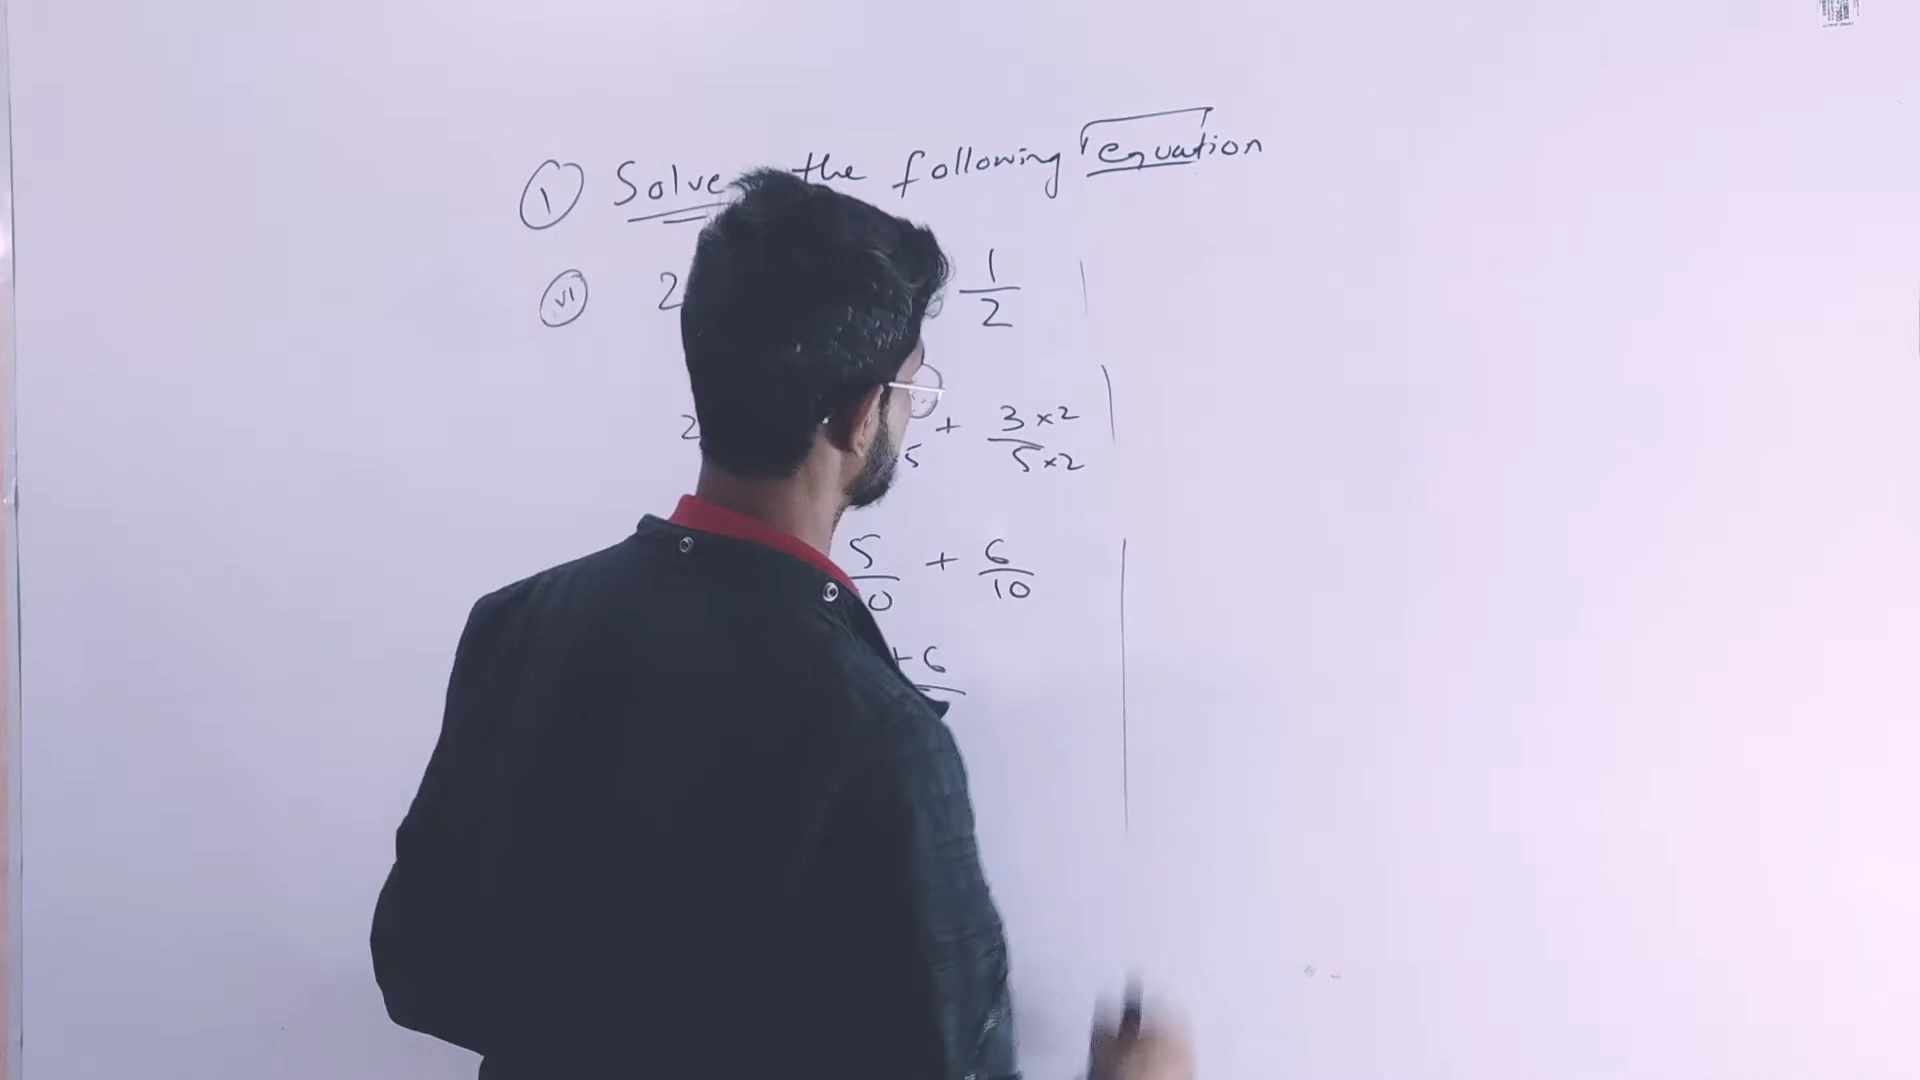 ① Solve the following equation
ⓥⓘ 2 1/2
2 5 + 3×2/5×2
5/0 + 6/10
+6